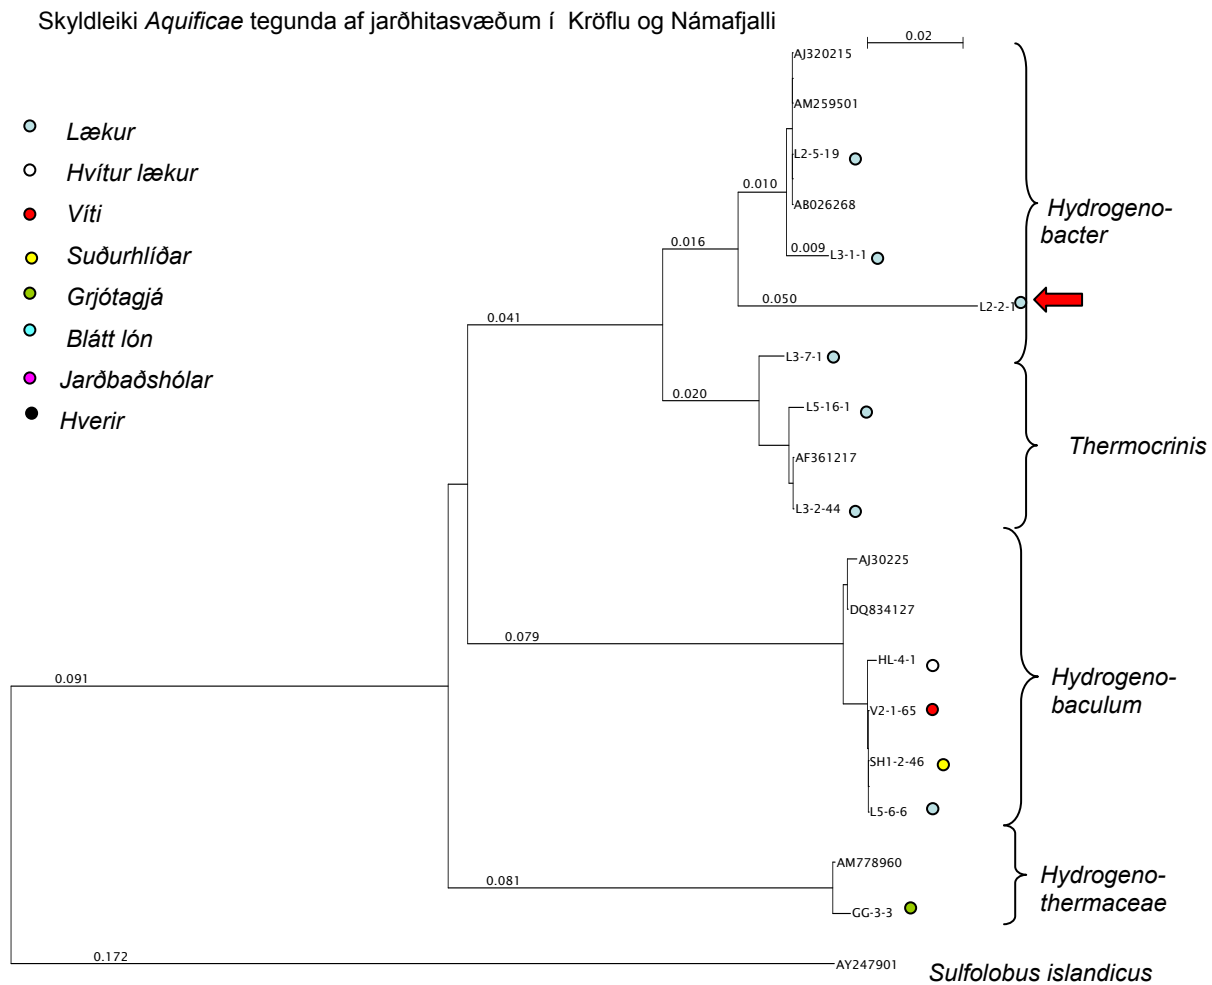 Skyldleiki Aquificae tegunda af jarðhitasvæðum í Kröflu og Námafjalli
0.02
Lækur
Hvítur lækur
Víti
Suðurhlíðar
Grjótagjá
Blátt lón
Jarðbaðshólar
Hverir
AJ320215
AM259501
L2-5-19
AB026268
0.010
0.009
L3-1-1
0.016
0.050
L2-2-1
0.041
L3-7-1
0.020
L5-16-1
AF361217
L3-2-44
AJ30225
DQ834127
0.079
HL-4-1
V2-1-65
SH1-2-46
L5-6-6
0.091
AM778960
0.081
GG-3-3
0.172
AY247901
Hydrogeno-
bacter
Thermocrinis
Hydrogeno-
baculum
Hydrogeno-
thermaceae
Sulfolobus islandicus